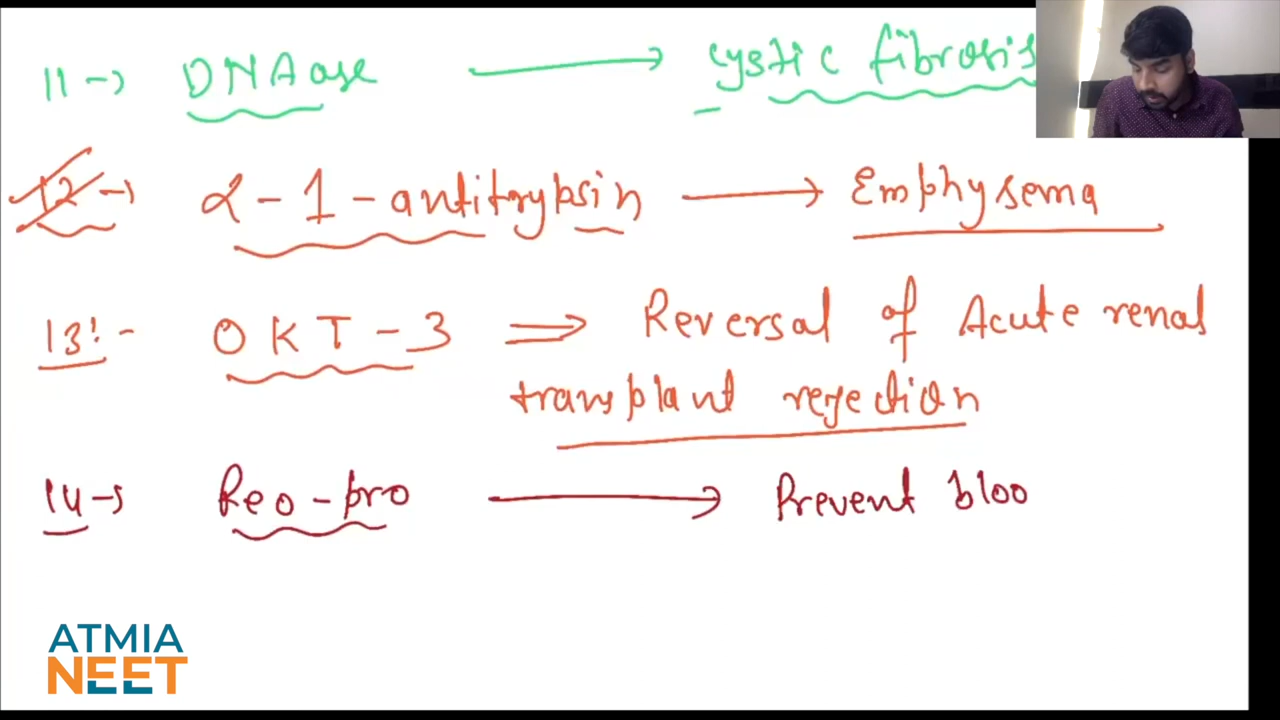 11 → DNAase → cystic fibrosis
12 → α-1-antitrypsin → Emphysema
13:- OKT-3 ⇒ Reversal of Acute renal
transplant rejection
14 → Reo-pro → Prevent bloo
ATMIA
NEET